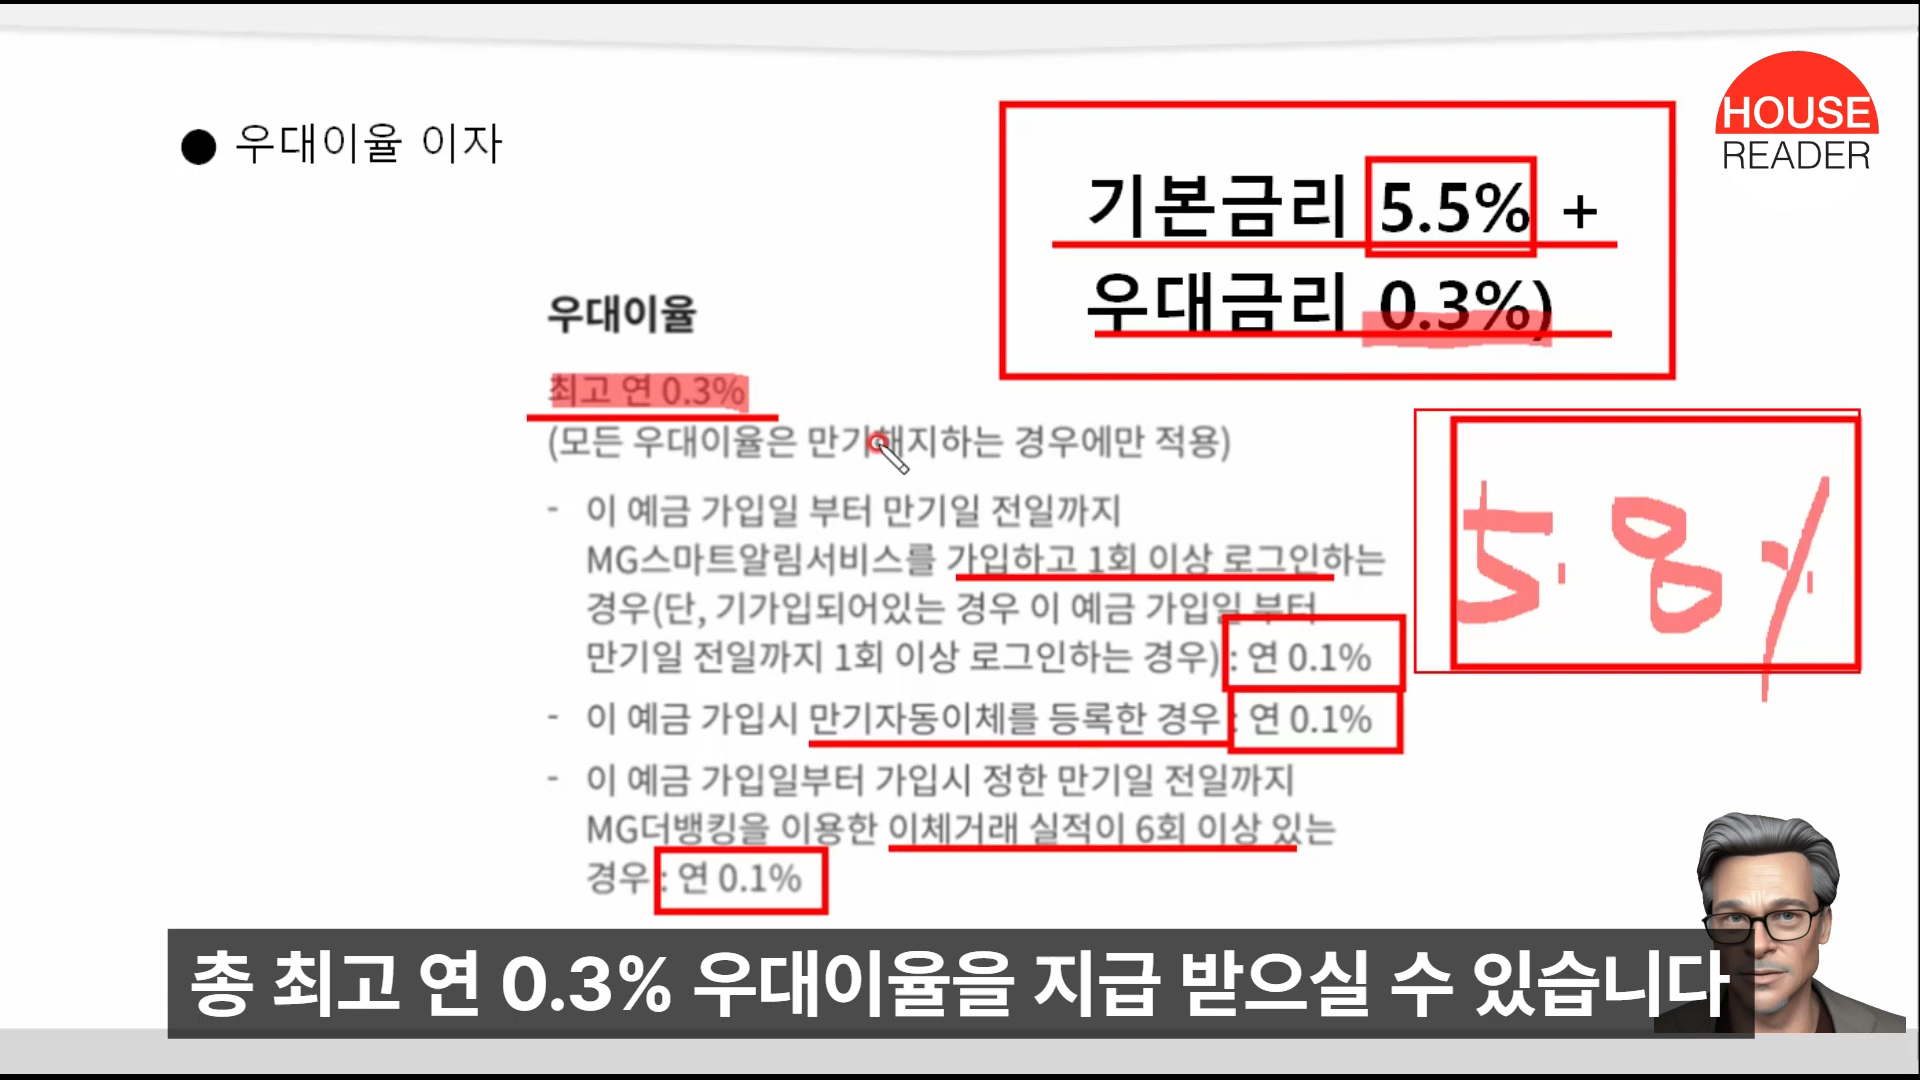 ● 우대이율 이자
HOUSE
READER
기본금리 5.5% +
우대금리 0.3%)
우대이율
최고 연 0.3%
(모든 우대이율은 만기해지하는 경우에만 적용)
5.8%
- 이 예금 가입일 부터 만기일 전일까지
MG스마트알림서비스를 가입하고 1회 이상 로그인하는
경우(단, 기가입되어있는 경우 이 예금 가입일 부터
만기일 전일까지 1회 이상 로그인하는 경우) : 연 0.1%
- 이 예금 가입시 만기자동이체를 등록한 경우 : 연 0.1%
- 이 예금 가입일부터 가입시 정한 만기일 전일까지
MG더뱅킹을 이용한 이체거래 실적이 6회 이상 있는
경우 : 연 0.1%
총 최고 연 0.3% 우대이율을 지급 받으실 수 있습니다